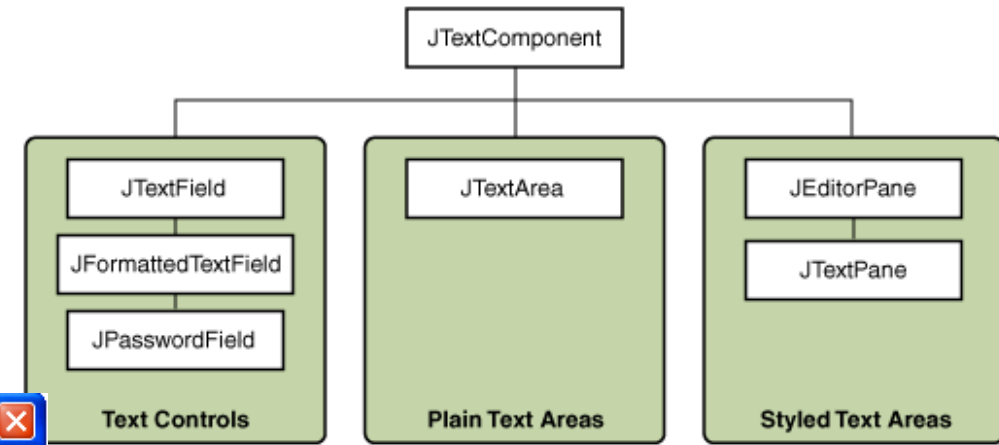 JTextComponent
JTextField
JFormattedTextField
JPasswordField
Text Controls
JTextArea
Plain Text Areas
JEditorPane
JTextPane
Styled Text Areas